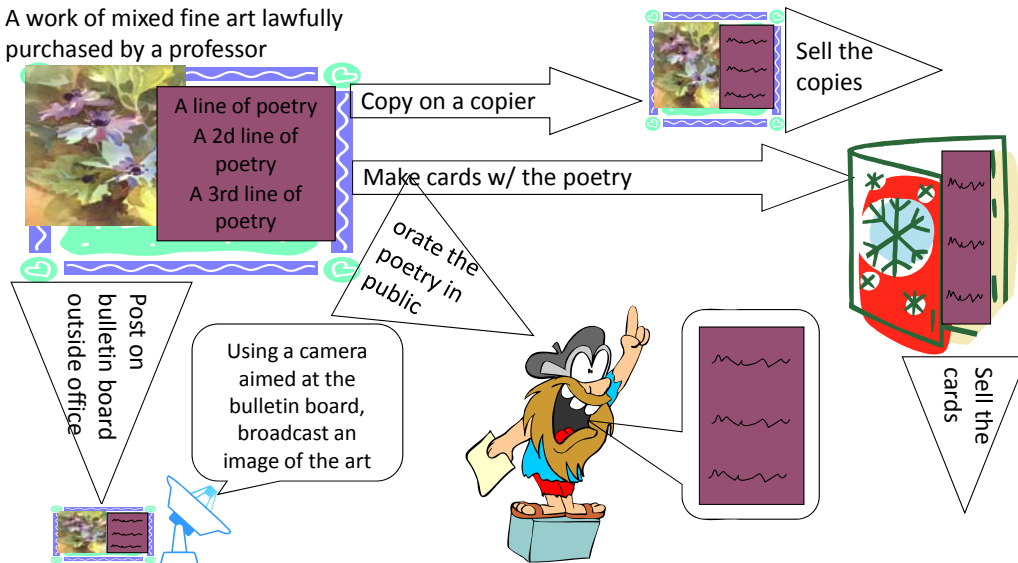 A work of mixed fine art lawfully
purchased by a professor
A line of poetry
A 2d line of
poetry
A 3rd line of
poetry
Copy on a copier
Sell the
copies
Make cards w/ the poetry
orate the
poetry in
public
Post on
bulletin board
outside office
Using a camera
aimed at the
bulletin board,
broadcast an
image of the art
Sell the
cards